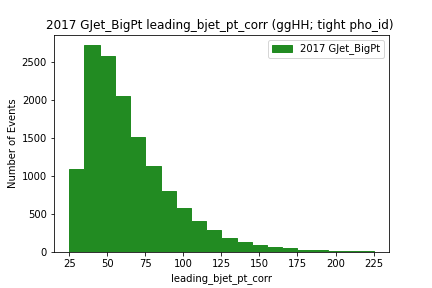 2017 GJet_BigPt leading_bjet_pt_corr (ggHH; tight pho_id)
2017 GJet_BigPt
2500
2000
1500
1000
500
0
Number of Events
25 50 75 100 125 150 175 200 225
leading_bjet_pt_corr